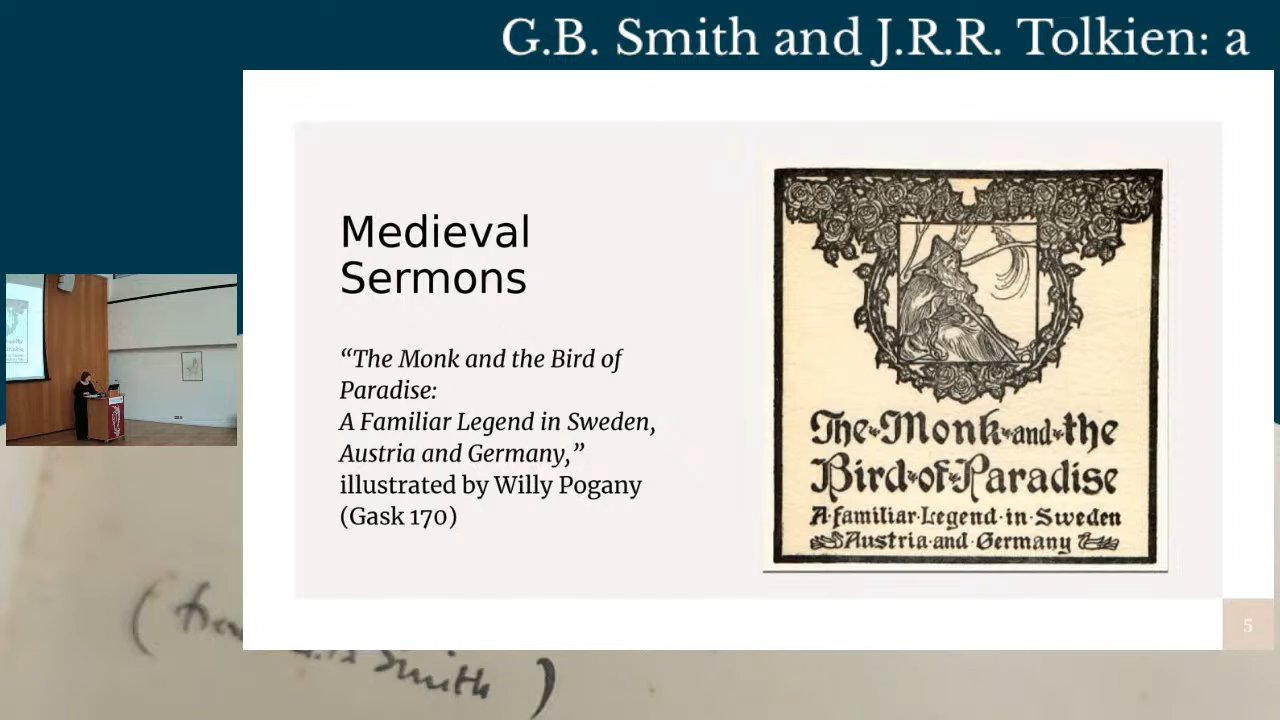 G.B. Smith and J.R.R. Tolkien: a
Medieval
Sermons
“The Monk and the Bird of
Paradise:
A Familiar Legend in Sweden,
Austria and Germany,”
illustrated by Willy Pogany
(Gask 170)
The Monk and the
Bird of Paradise
A familiar Legend in Sweden
Austria and Germany
5
Smith )